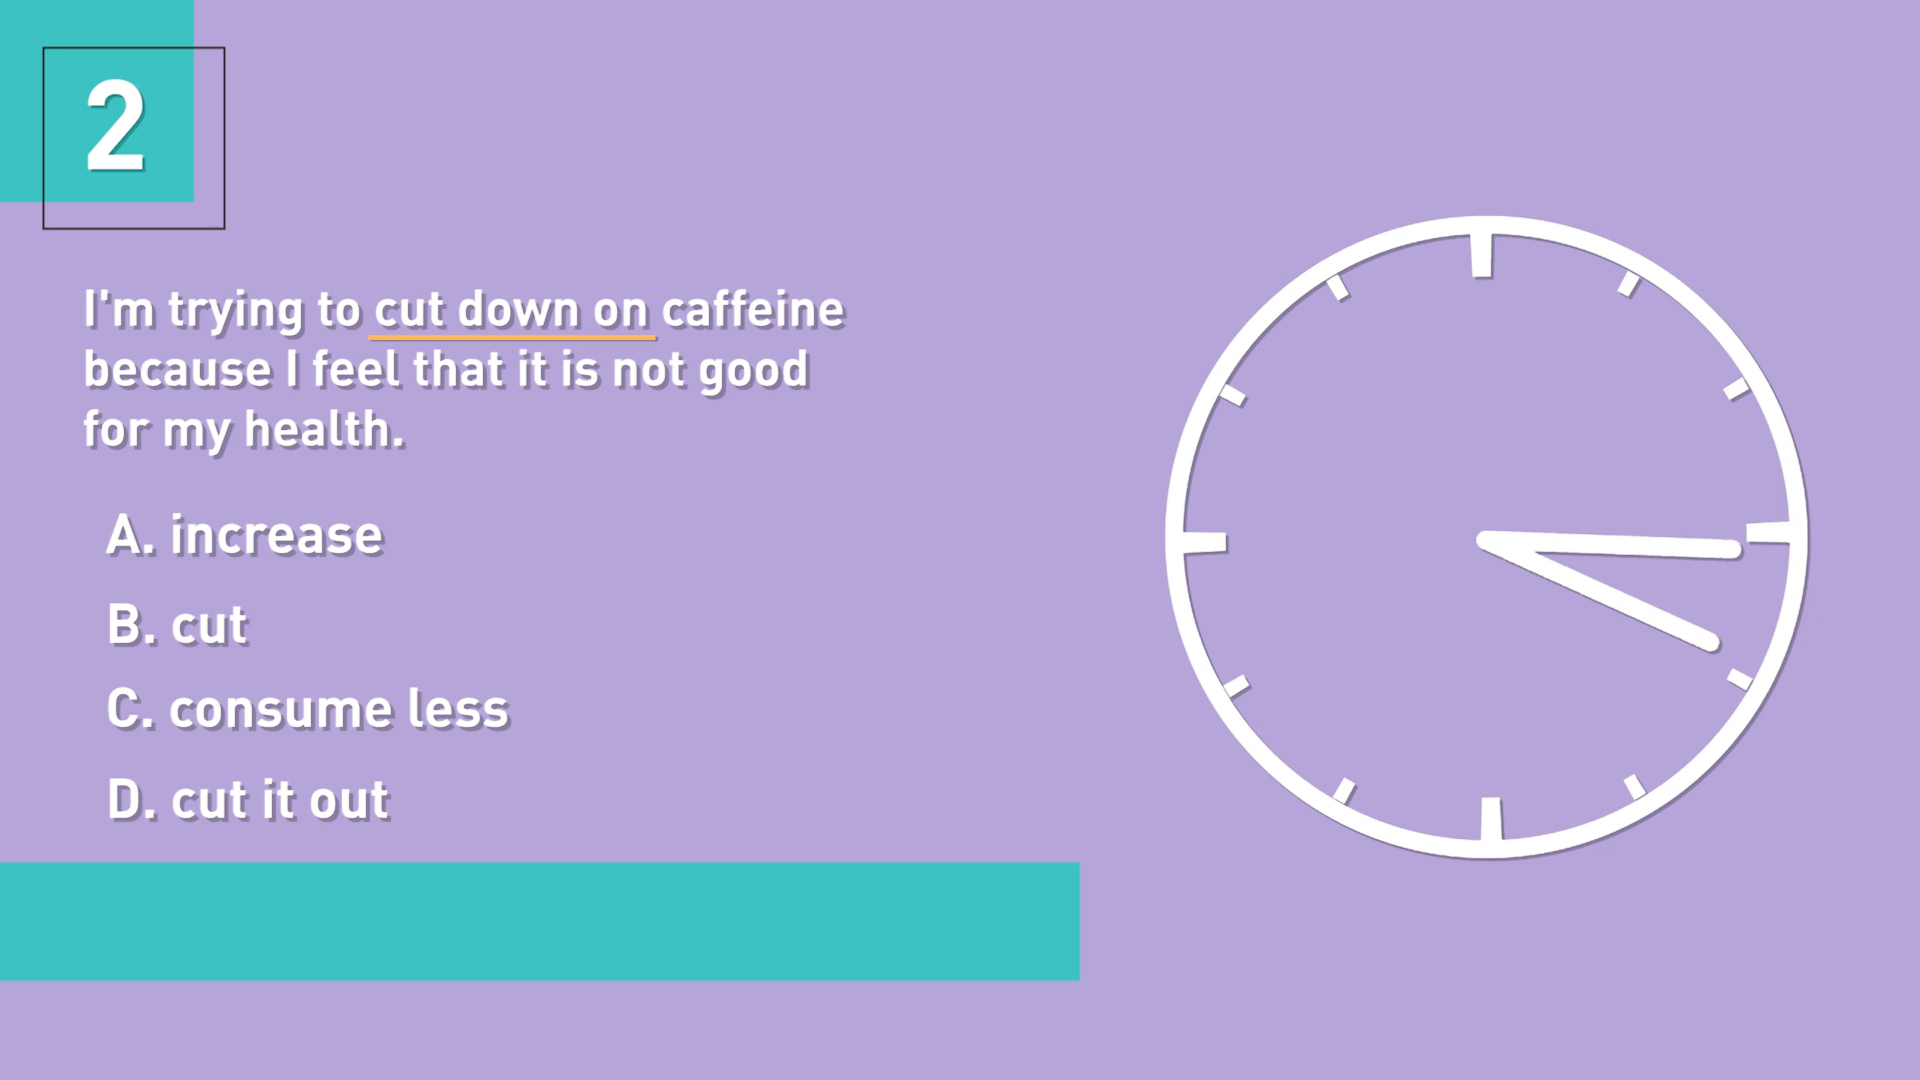 2
I'm trying to cut down on caffeine
because I feel that it is not good
for my health.
A. increase
B. cut
C. consume less
D. cut it out